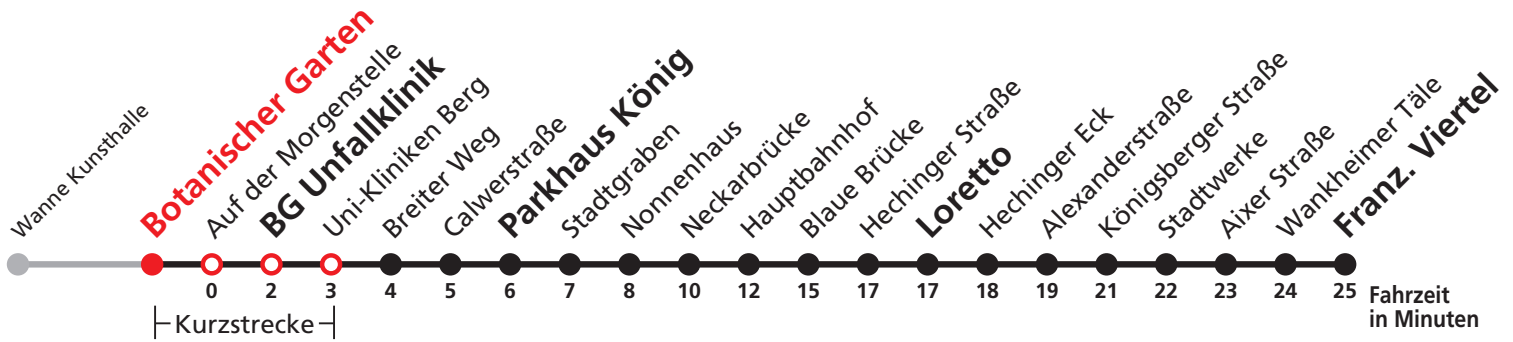 Wanne Kunsthalle
Botanischer Garten
Auf der Morgenstelle
BG Unfallklinik
Uni-Kliniken Berg
Breiter Weg
Calwerstraße
Parkhaus König
Stadtgraben
Nonnenhaus
Neckarbrücke
Hauptbahnhof
Blaue Brücke
Hechinger Straße
Loretto
Hechinger Eck
Alexanderstraße
Königsberger Straße
Stadtwerke
Aixer Straße
Wankheimer Täle
Franz. Viertel
0 2 3 4 5 6 7 8 10 12 15 17 17 18 19 21 22 23 24 25
Fahrzeit
in Minuten
Kurzstrecke